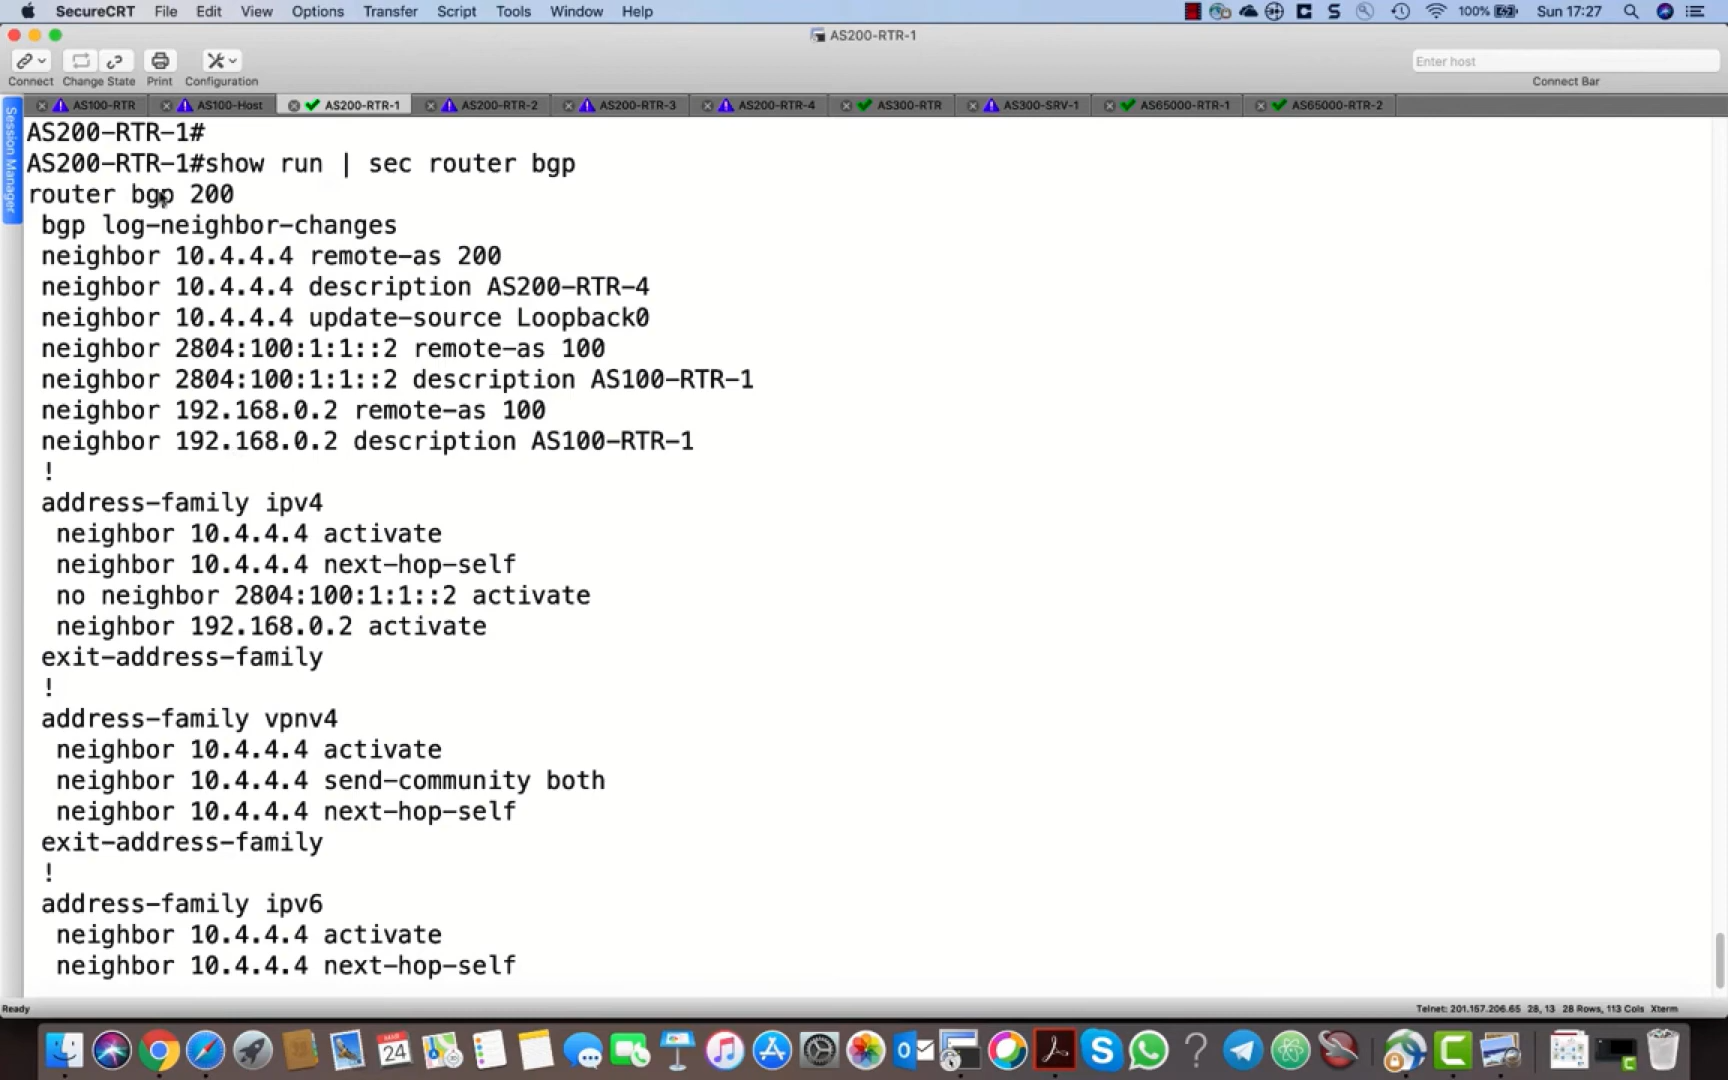 SecureCRT File Edit View Options Transfer Script Tools Window Help 100% Sun 17:27
AS200-RTR-1
Connect Change State Print Configuration Enter host Connect Bar
AS100-RTR AS100-Host AS200-RTR-1 AS200-RTR-2 AS200-RTR-3 AS200-RTR-4 AS300-RTR AS300-SRV-1 AS65000-RTR-1 AS65000-RTR-2
Session Manager
AS200-RTR-1#
AS200-RTR-1#show run | sec router bgp
router bgp 200
bgp log-neighbor-changes
neighbor 10.4.4.4 remote-as 200
neighbor 10.4.4.4 description AS200-RTR-4
neighbor 10.4.4.4 update-source Loopback0
neighbor 2804:100:1:1::2 remote-as 100
neighbor 2804:100:1:1::2 description AS100-RTR-1
neighbor 192.168.0.2 remote-as 100
neighbor 192.168.0.2 description AS100-RTR-1
!
address-family ipv4
neighbor 10.4.4.4 activate
neighbor 10.4.4.4 next-hop-self
no neighbor 2804:100:1:1::2 activate
neighbor 192.168.0.2 activate
exit-address-family
!
address-family vpnv4
neighbor 10.4.4.4 activate
neighbor 10.4.4.4 send-community both
neighbor 10.4.4.4 next-hop-self
exit-address-family
!
address-family ipv6
neighbor 10.4.4.4 activate
neighbor 10.4.4.4 next-hop-self
Ready Telnet: 201.157.206.65 28, 13 28 Rows, 113 Cols Xterm
24